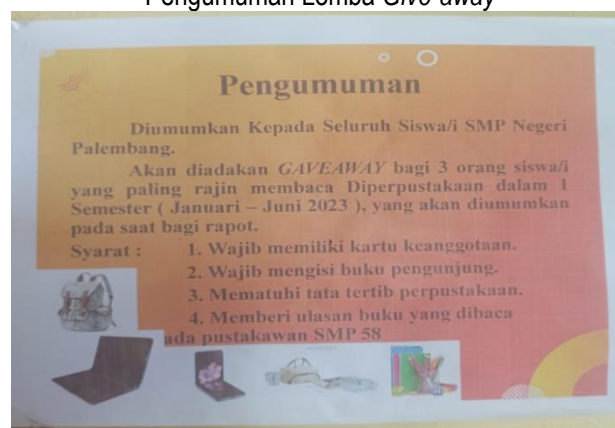 Pengumuman Lomba Give-away
Pengumuman
Diumumkan Kepada Seluruh Siswa/i SMP Negeri
Palembang.
Akan diadakan GAVEAWAY bagi 3 orang siswa/i
yang paling rajin membaca Diperpustakaan dalam 1
Semester ( Januari – Juni 2023 ), yang akan diumumkan
pada saat bagi rapot.
Syarat : 1. Wajib memiliki kartu keanggotaan.
2. Wajib mengisi buku pengunjung.
3. Mematuhi tata tertib perpustakaan.
4. Memberi ulasan buku yang dibaca
ada pustakawan SMP 58